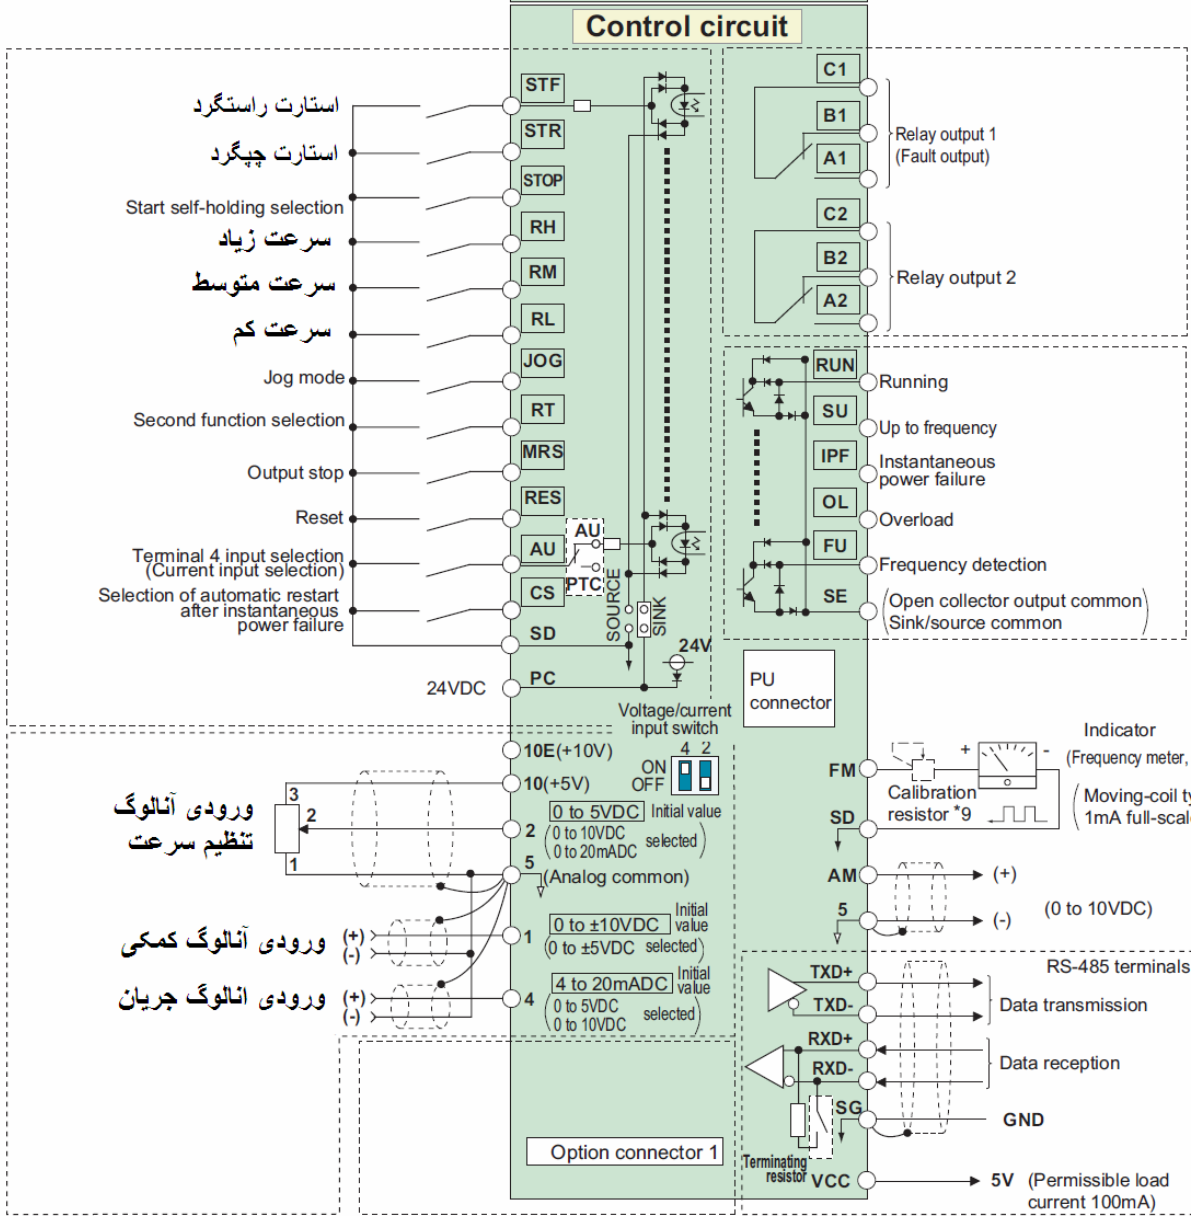 Control circuit
STF
استارت راستگرد
STR
استارت چپگرد
STOP
Start self-holding selection
RH
سرعت زیاد
RM
سرعت متوسط
RL
سرعت کم
JOG
Jog mode
RT
Second function selection
MRS
Output stop
RES
Reset
AU
AU
PTC
Terminal 4 input selection
(Current input selection)
CS
Selection of automatic restart
after instantaneous
power failure
SOURCE
SINK
SD
24V
PC
24VDC
C1
B1
A1
Relay output 1
(Fault output)
C2
B2
A2
Relay output 2
RUN
Running
SU
Up to frequency
IPF
Instantaneous
power failure
OL
Overload
FU
Frequency detection
SE
(Open collector output common)
Sink/source common
PU
connector
Voltage/current
input switch
4 2
ON
OFF
10E(+10V)
10(+5V)
3
2
1
ورودی آنالوگ
تنظیم سرعت
2
0 to 5VDC Initial value
(0 to 10VDC
0 to 20mADC selected)
5
(Analog common)
ورودی آنالوگ کمکی
(+)
(-)
1
0 to ±10VDC Initial
value
(0 to ±5VDC selected)
ورودی انالوگ جریان
(+)
(-)
4
4 to 20mADC Initial
value
(0 to 5VDC
0 to 10VDC selected)
Option connector 1
FM
+ -
Indicator
(Frequency meter,
Calibration
resistor *9
(Moving-coil ty
1mA full-scale
SD
AM
(+)
5
(-)
(0 to 10VDC)
RS-485 terminals
TXD+
TXD-
Data transmission
RXD+
RXD-
Data reception
SG
GND
Terminating
resistor
VCC
5V (Permissible load
current 100mA)